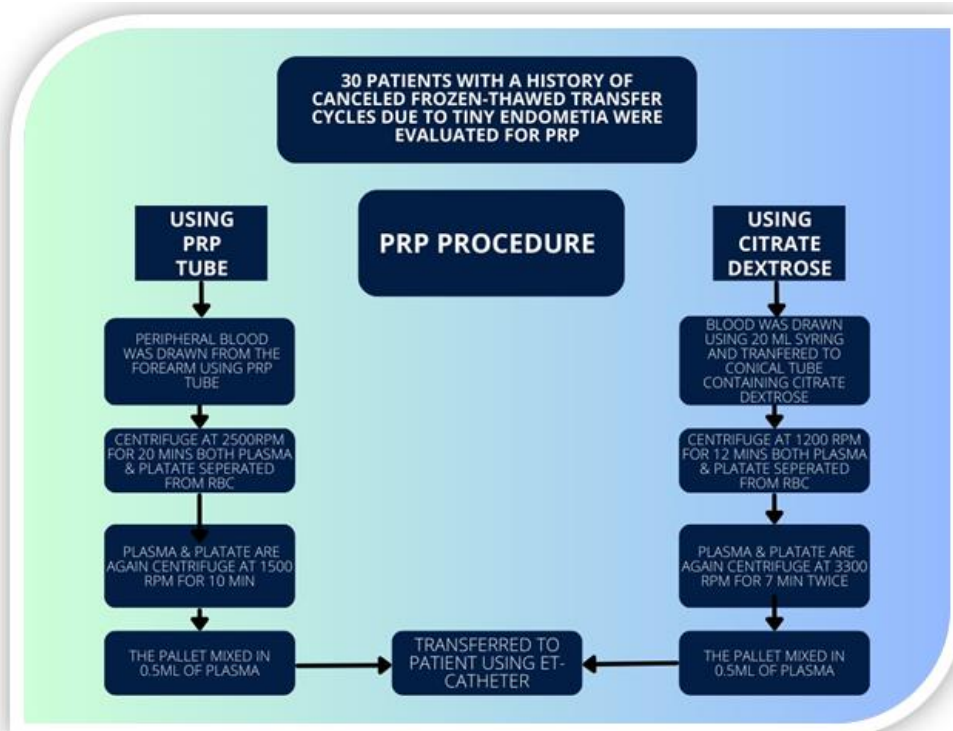 30 PATIENTS WITH A HISTORY OF
CANCELED FROZEN-THAWED TRANSFER
CYCLES DUE TO TINY ENDOMETIA WERE
EVALUATED FOR PRP
PRP PROCEDURE
USING
PRP
TUBE
PERIPHERAL BLOOD
WAS DRAWN FROM THE
FOREARM USING PRP
TUBE
CENTRIFUGE AT 2500RPM
FOR 20 MINS BOTH PLASMA
& PLATATE SEPERATED
FROM RBC
PLASMA & PLATATE ARE
AGAIN CENTRIFUGE AT 1500
RPM FOR 10 MIN
THE PALLET MIXED IN
0.5ML OF PLASMA
USING
CITRATE
DEXTROSE
BLOOD WAS DRAWN
USING 20 ML SYRING
AND TRANFERED TO
CONICAL TUBE
CONTAINING CITRATE
DEXTROSE
CENTRIFUGE AT 1200 RPM
FOR 12 MINS BOTH PLASMA
& PLATATE SEPERATED
FROM RBC
PLASMA & PLATATE ARE
AGAIN CENTRIFUGE AT 3300
RPM FOR 7 MIN TWICE
THE PALLET MIXED IN
0.5ML OF PLASMA
TRANSFERRED TO
PATIENT USING ET-
CATHETER